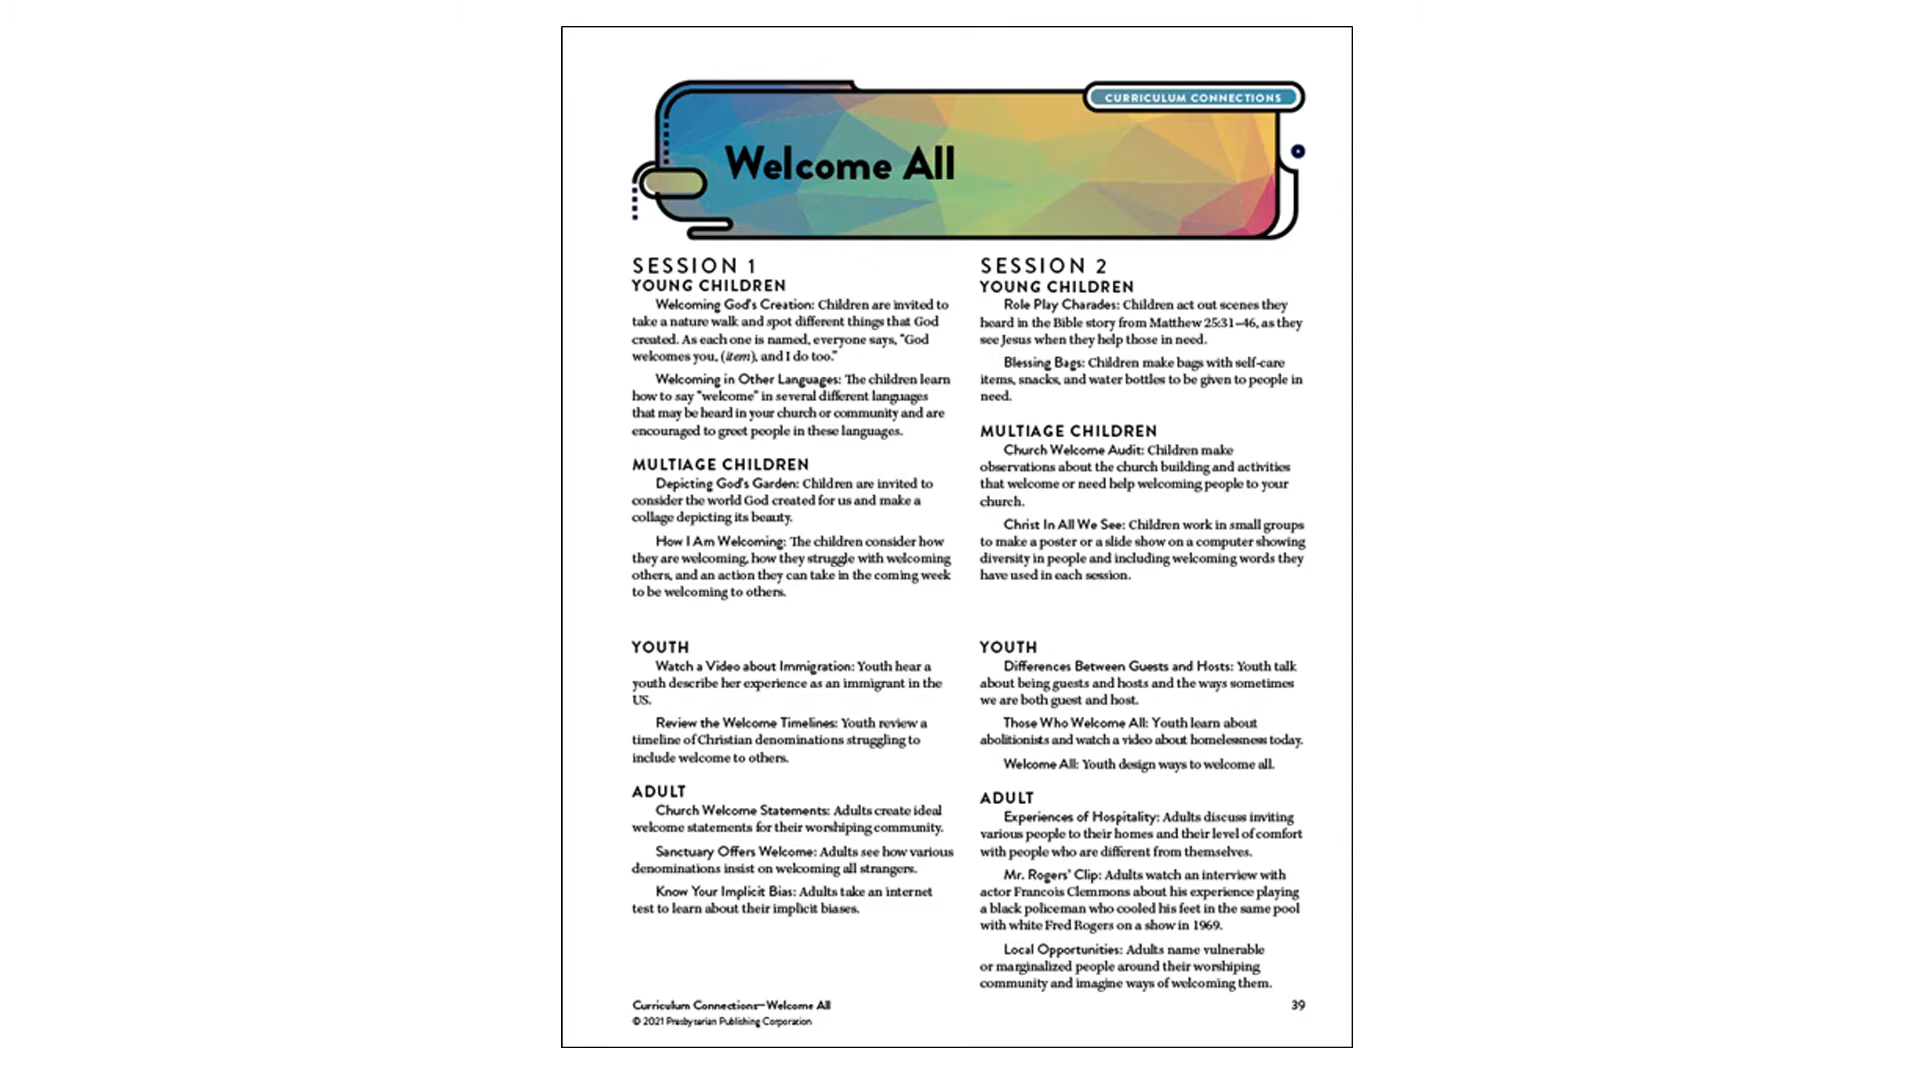 CURRICULUM CONNECTIONS
Welcome All
SESSION 1
YOUNG CHILDREN
Welcoming God's Creation: Children are invited to
take a nature walk and spot different things that God
created. As each one is named, everyone says, "God
welcomes you, (item), and I do too."
Welcoming in Other Languages: The children learn
how to say "welcome" in several different languages
that may be heard in your church or community and are
encouraged to greet people in these languages.
MULTIAGE CHILDREN
Depicting God's Garden: Children are invited to
consider the world God created for us and make a
collage depicting its beauty.
How I Am Welcoming: The children consider how
they are welcoming, how they struggle with welcoming
others, and an action they can take in the coming week
to be welcoming to others.
YOUTH
Watch a Video about Immigration: Youth hear a
youth describe her experience as an immigrant in the
US.
Review the Welcome Timelines: Youth review a
timeline of Christian denominations struggling to
include welcome to others.
ADULT
Church Welcome Statements: Adults create ideal
welcome statements for their worshiping community.
Sanctuary Offers Welcome: Adults see how various
denominations insist on welcoming all strangers.
Know Your Implicit Bias: Adults take an internet
test to learn about their implicit biases.
SESSION 2
YOUNG CHILDREN
Role Play Charades: Children act out scenes they
heard in the Bible story from Matthew 25:31–46, as they
see Jesus when they help those in need.
Blessing Bags: Children make bags with self-care
items, snacks, and water bottles to be given to people in
need.
MULTIAGE CHILDREN
Church Welcome Audit: Children make
observations about the church building and activities
that welcome or need help welcoming people to your
church.
Christ In All We See: Children work in small groups
to make a poster or a slide show on a computer showing
diversity in people and including welcoming words they
have used in each session.
YOUTH
Differences Between Guests and Hosts: Youth talk
about being guests and hosts and the ways sometimes
we are both guest and host.
Those Who Welcome All: Youth learn about
abolitionists and watch a video about homelessness today.
Welcome All: Youth design ways to welcome all.
ADULT
Experiences of Hospitality: Adults discuss inviting
various people to their homes and their level of comfort
with people who are different from themselves.
Mr. Rogers' Clip: Adults watch an interview with
actor Francois Clemmons about his experience playing
a black policeman who cooled his feet in the same pool
with white Fred Rogers on a show in 1969.
Local Opportunities: Adults name vulnerable
or marginalized people around their worshiping
community and imagine ways of welcoming them.
Curriculum Connections—Welcome All
© 2021 Presbyterian Publishing Corporation
39